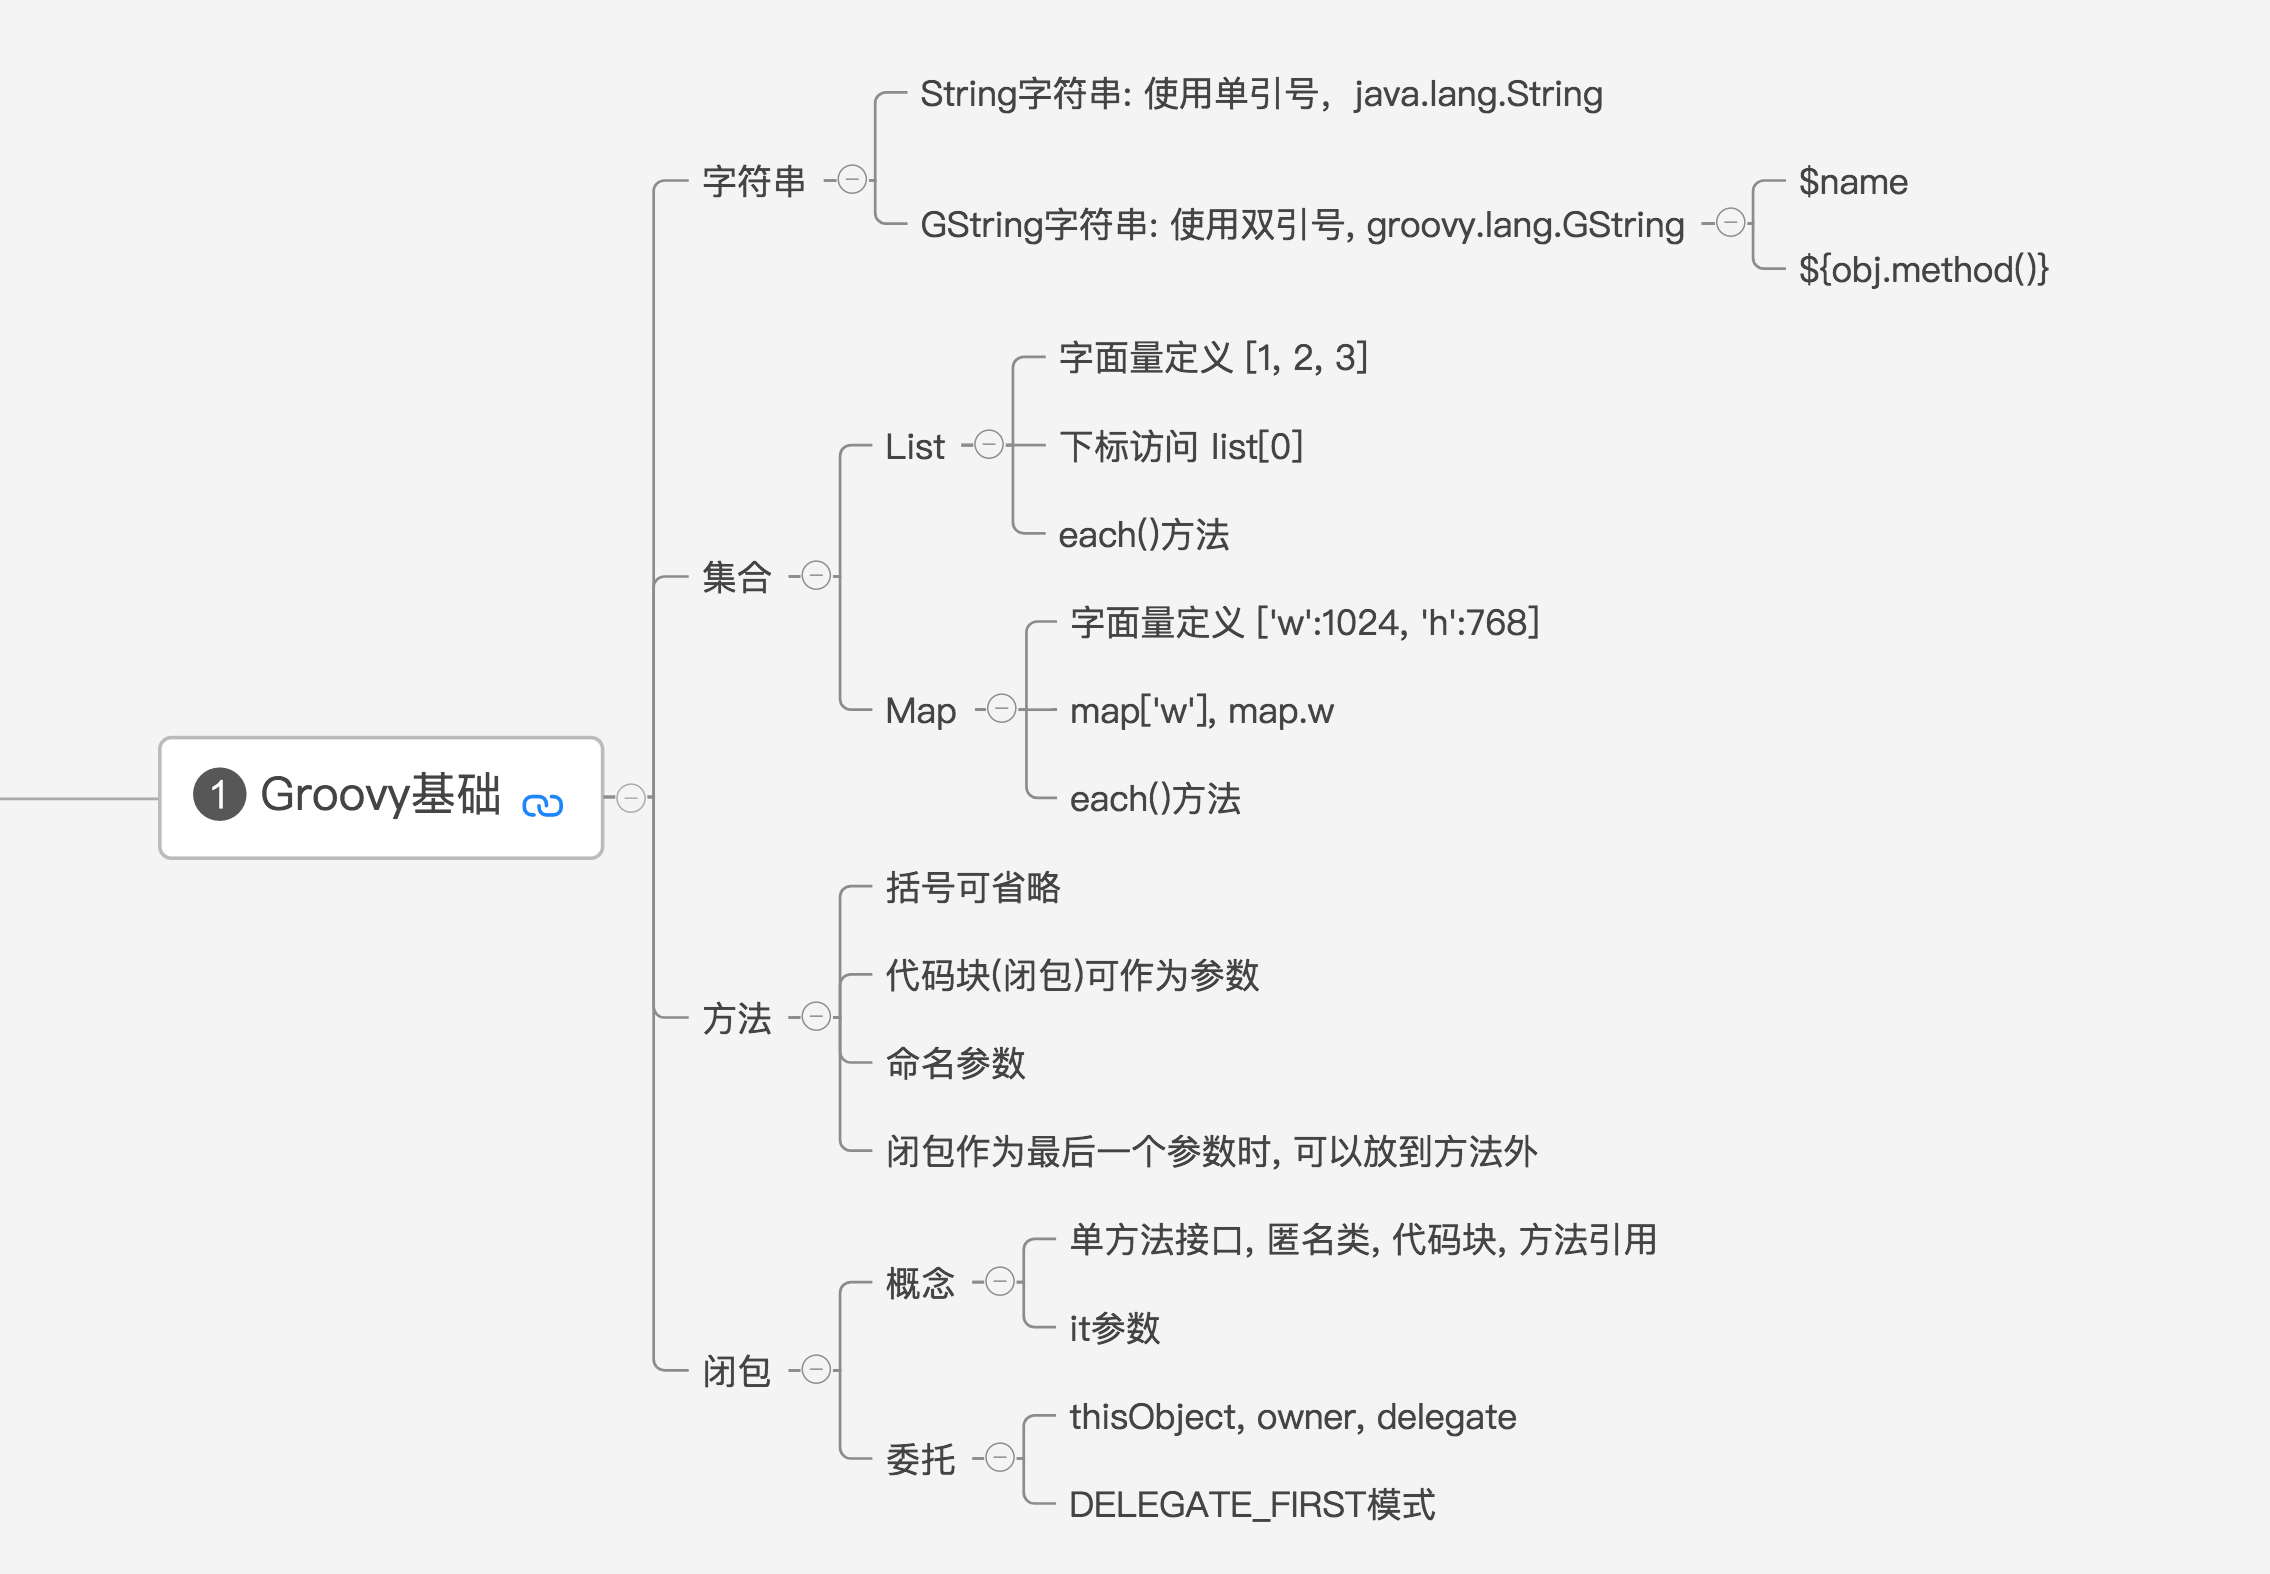 ① Groovy基础
字符串
String字符串: 使用单引号，java.lang.String
GString字符串: 使用双引号, groovy.lang.GString
$name
${obj.method()}
集合
List
字面量定义 [1, 2, 3]
下标访问 list[0]
each()方法
Map
字面量定义 ['w':1024, 'h':768]
map['w'], map.w
each()方法
方法
括号可省略
代码块(闭包)可作为参数
命名参数
闭包作为最后一个参数时, 可以放到方法外
闭包
概念
单方法接口, 匿名类, 代码块, 方法引用
it参数
委托
thisObject, owner, delegate
DELEGATE_FIRST模式